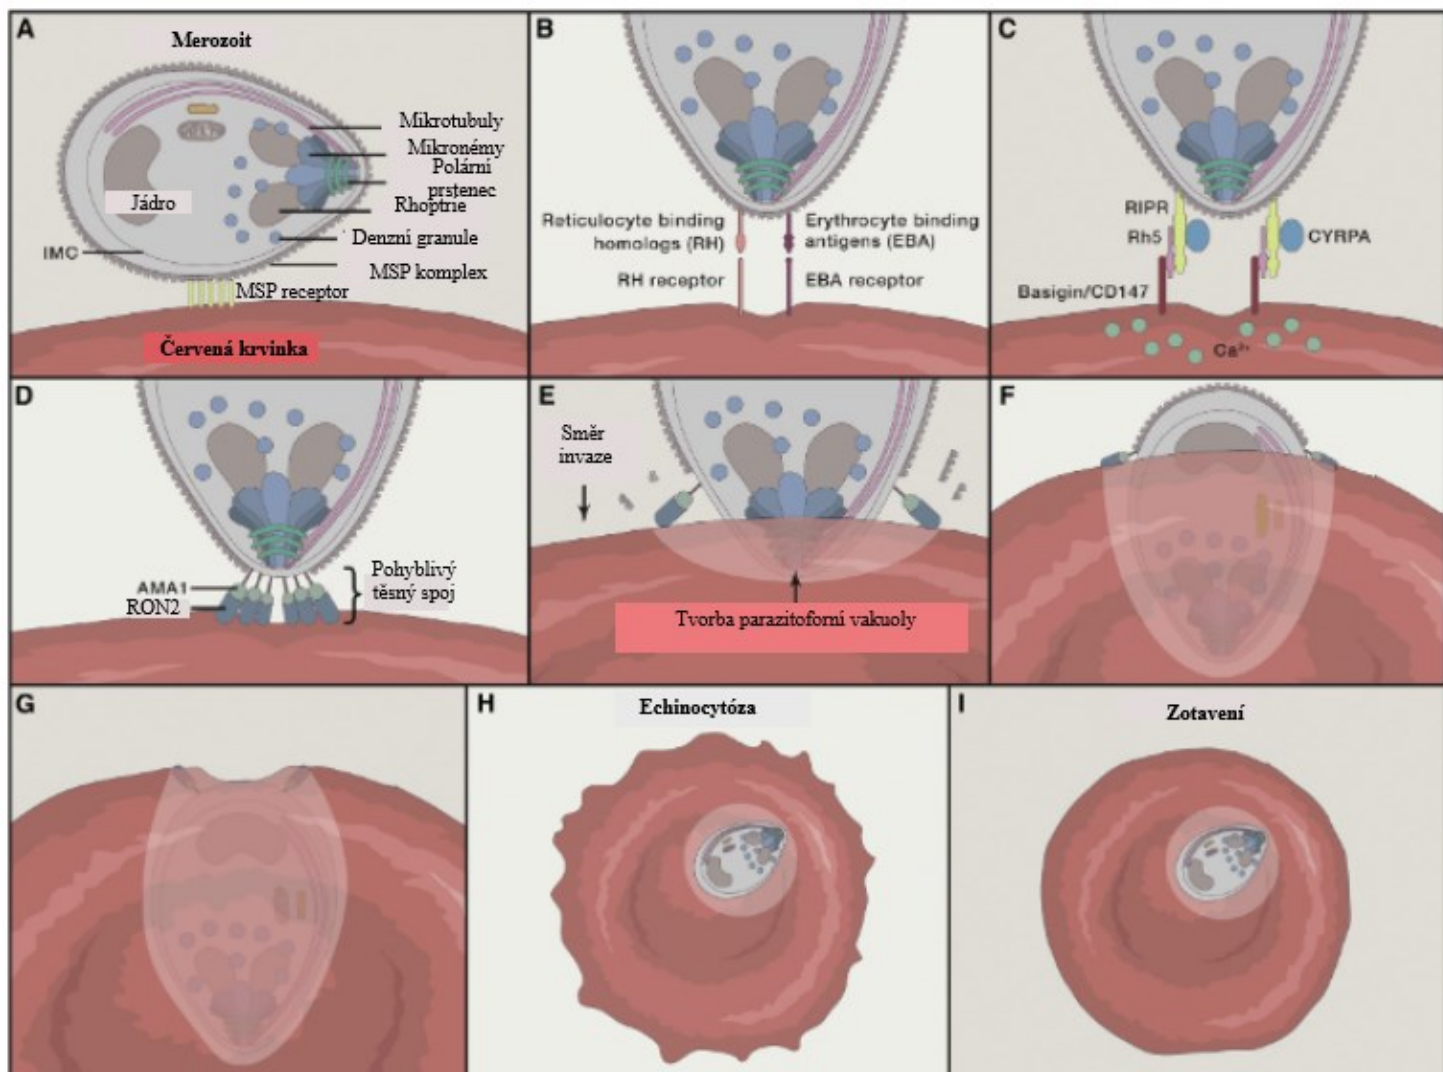 A
Merozoit
Mikrotubuly
Mikronémy
Polární
prstenec
Jádro
Rhoptrie
Denzní granule
IMC
MSP komplex
MSP receptor
Červená krvinka
B
Reticulocyte binding
homologs (RH)
Erythrocyte binding
antigens (EBA)
RH receptor
EBA receptor
C
RIPR
Rh5
CYRPA
Basigin/CD147
Ca²⁺
D
AMA1
RON2
Pohyblivý
těsný spoj
E
Směr
invaze
Tvorba parazitoforní vakuoly
F
G
H
Echinocytóza
I
Zotavení